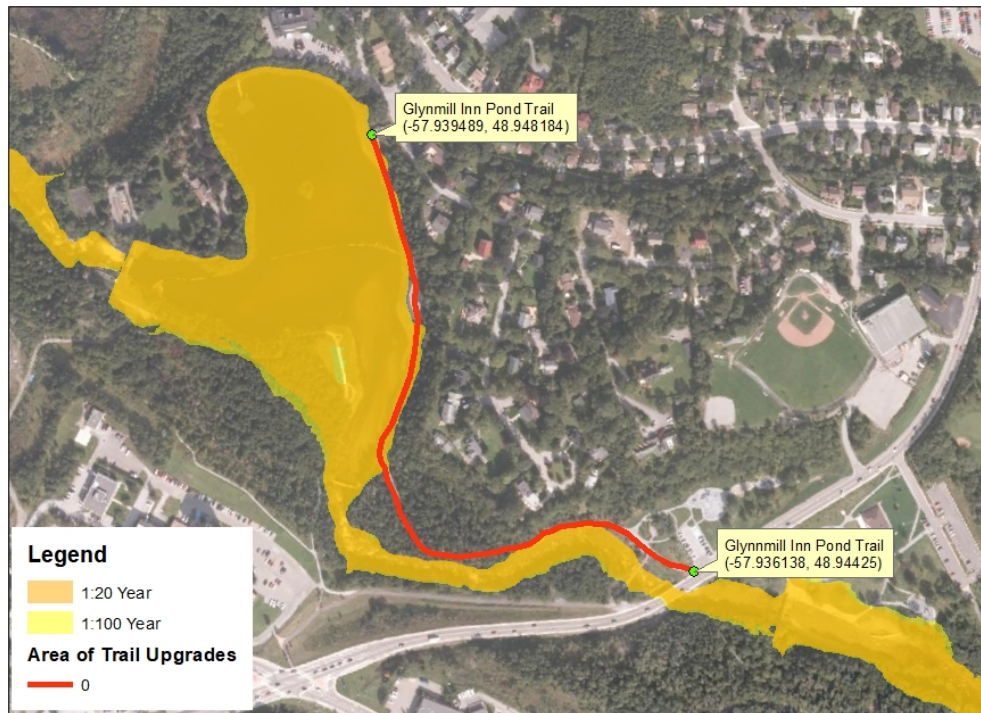 Glynmill Inn Pond Trail
(-57.939489, 48.948184)
Glynnmill Inn Pond Trail
(-57.936138, 48.94425)
Legend
1:20 Year
1:100 Year
Area of Trail Upgrades
0